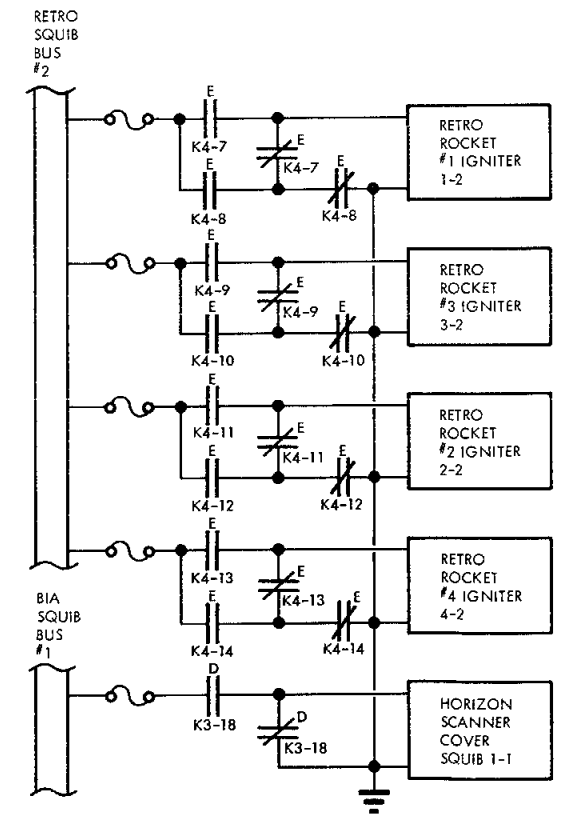 RETRO
SQUIB
BUS
#2
E
K4-7
E
K4-7
E
K4-8
E
K4-8
RETRO
ROCKET
#1 IGNITER
1-2
E
K4-9
E
K4-9
E
K4-10
E
K4-10
RETRO
ROCKET
#3 IGNITER
3-2
E
K4-11
E
K4-11
E
K4-12
E
K4-12
RETRO
ROCKET
#2 IGNITER
2-2
E
K4-13
E
K4-13
E
K4-14
E
K4-14
RETRO
ROCKET
#4 IGNITER
4-2
BIA
SQUIB
BUS
#1
D
K3-18
D
K3-18
HORIZON
SCANNER
COVER
SQUIB 1-1